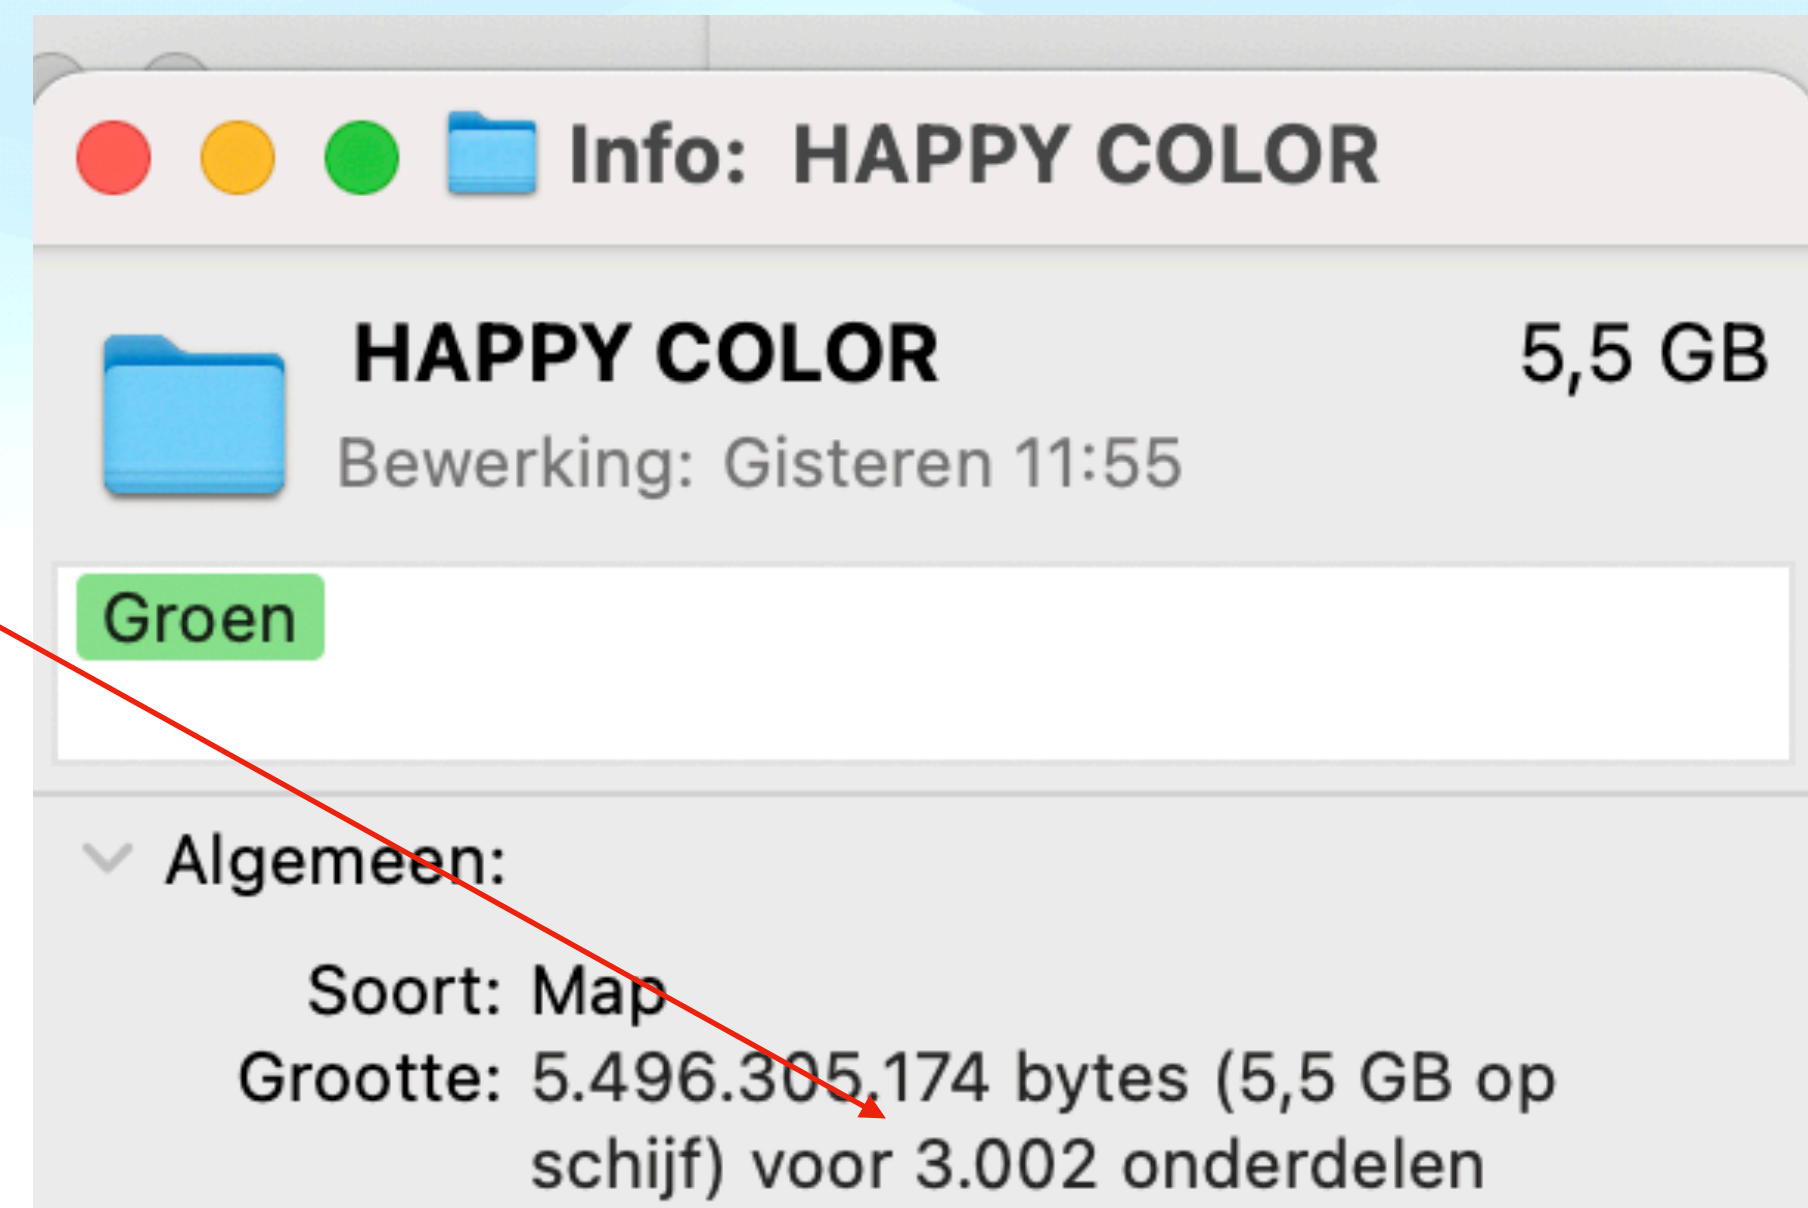 Info: HAPPY COLOR
HAPPY COLOR 5,5 GB
Bewerking: Gisteren 11:55
Groen
Algemeen:
Soort: Map
Grootte: 5.496.305.174 bytes (5,5 GB op
schijf) voor 3.002 onderdelen